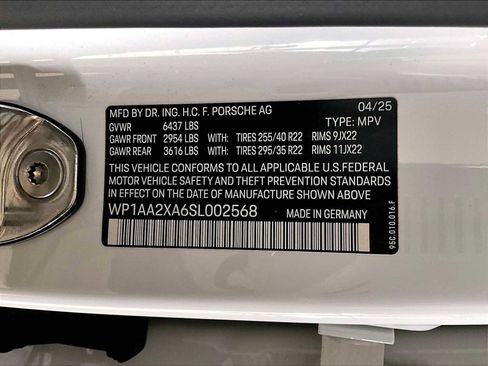 MFD BY DR. ING. H.C. F. PORSCHE AG 04/25
GVWR 6437 LBS TYPE: MPV
GAWR FRONT 2954 LBS WITH: TIRES 255/40 R22 RIMS 9JX22
GAWR REAR 3616 LBS WITH: TIRES 295/35 R22 RIMS 11JX22
THIS VEHICLE CONFORMS TO ALL APPLICABLE U.S.FEDERAL
MOTOR VEHICLE SAFETY AND THEFT PREVENTION STANDARDS
IN EFFECT ON THE DATE OF MANUFACTURE SHOWN ABOVE
WP1AA2XA6SL002568 MADE IN GERMANY
95C.010.016.F